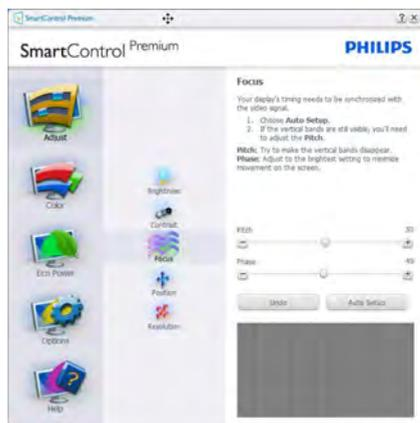 SmartControl Premium
SmartControl Premium
PHILIPS
Focus
Your display's timing needs to be synchronized with
the video signal.
1. Choose Auto Setup.
2. If the vertical bands are still visible, you'll need
to adjust the Pitch.
Pitch: Try to make the vertical bands disappear.
Phase: Adjust to the brightest setting to minimize
movement on the screen.
Adjust
Color
Eco Power
Options
Help
Brightness
Contrast
Focus
Position
Resolution
Pitch 50
Phase 49
Undo Auto Setup